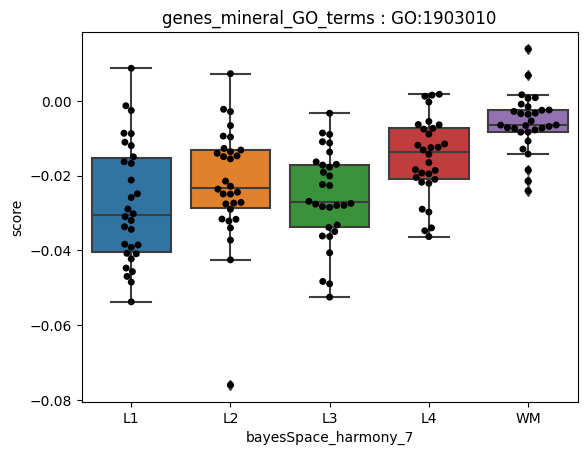 genes_mineral_GO_terms : GO:1903010
score
0.00
−0.02
−0.04
−0.06
−0.08
L1 L2 L3 L4 WM
bayesSpace_harmony_7